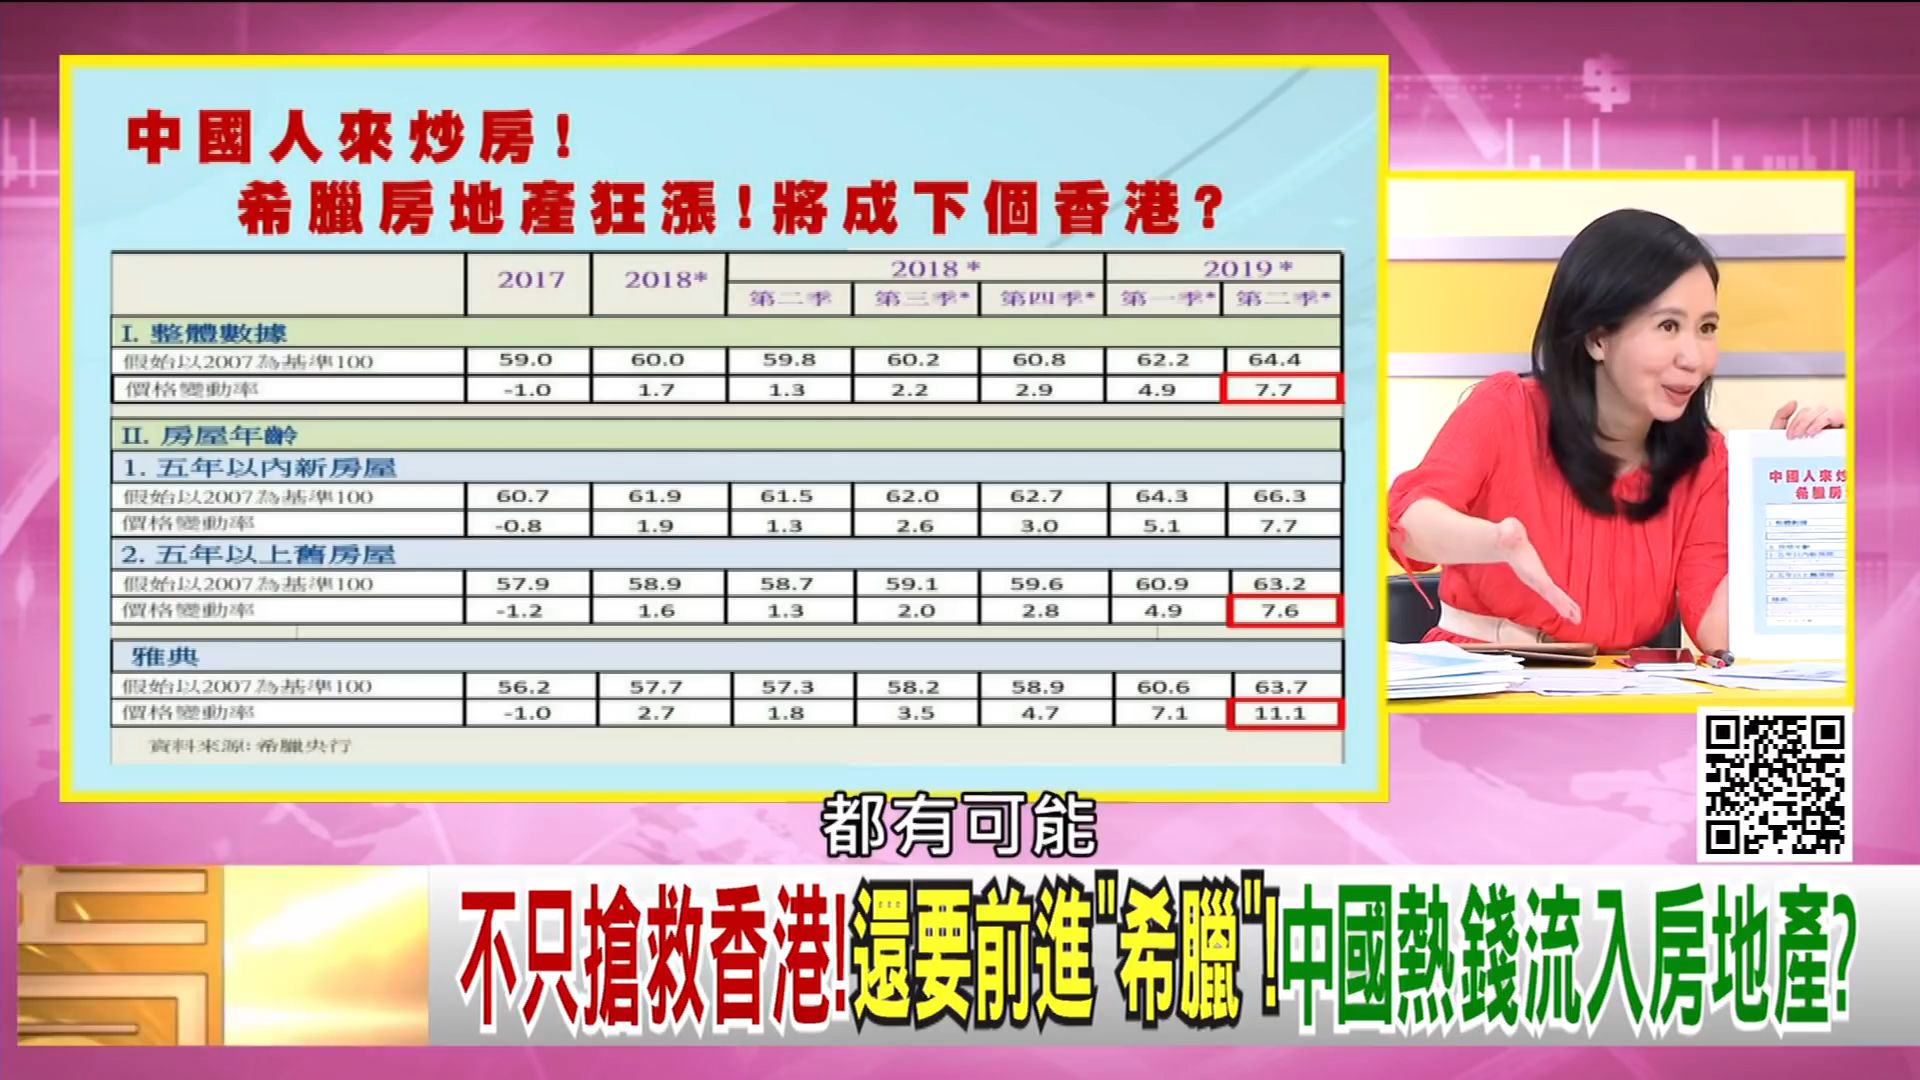 中國人來炒房!
希臘房地產狂漲!將成下個香港?
2017 2018* 2018* 2019*
第二季 第三季* 第四季* 第一季* 第二季*
I. 整體數據
假始以2007為基準100 59.0 60.0 59.8 60.2 60.8 62.2 64.4
價格變動率 -1.0 1.7 1.3 2.2 2.9 4.9 7.7
II. 房屋年齡
1. 五年以內新房屋
假始以2007為基準100 60.7 61.9 61.5 62.0 62.7 64.3 66.3
價格變動率 -0.8 1.9 1.3 2.6 3.0 5.1 7.7
2. 五年以上舊房屋
假始以2007為基準100 57.9 58.9 58.7 59.1 59.6 60.9 63.2
價格變動率 -1.2 1.6 1.3 2.0 2.8 4.9 7.6
雅典
假始以2007為基準100 56.2 57.7 57.3 58.2 58.9 60.6 63.7
價格變動率 -1.0 2.7 1.8 3.5 4.7 7.1 11.1
資料來源:希臘央行
中國人來炒
希臘房
都有可能
不只搶救香港!還要前進"希臘"!中國熱錢流入房地產?